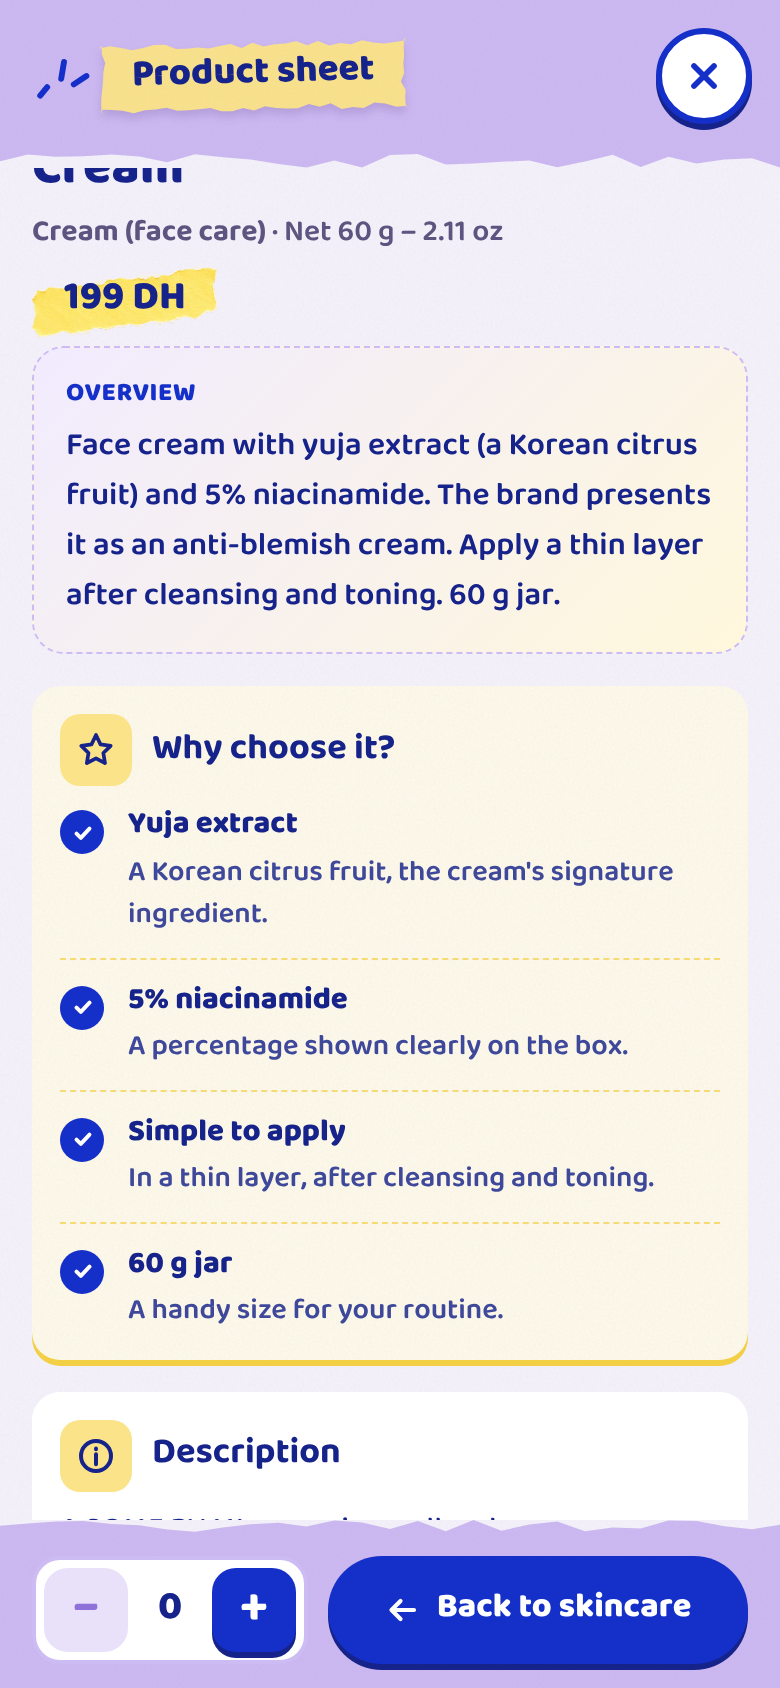 Product sheet
Cream
Cream (face care) · Net 60 g – 2.11 oz
199 DH
OVERVIEW
Face cream with yuja extract (a Korean citrus
fruit) and 5% niacinamide. The brand presents
it as an anti-blemish cream. Apply a thin layer
after cleansing and toning. 60 g jar.
Why choose it?
Yuja extract
A Korean citrus fruit, the cream's signature
ingredient.
5% niacinamide
A percentage shown clearly on the box.
Simple to apply
In a thin layer, after cleansing and toning.
60 g jar
A handy size for your routine.
Description
0
Back to skincare